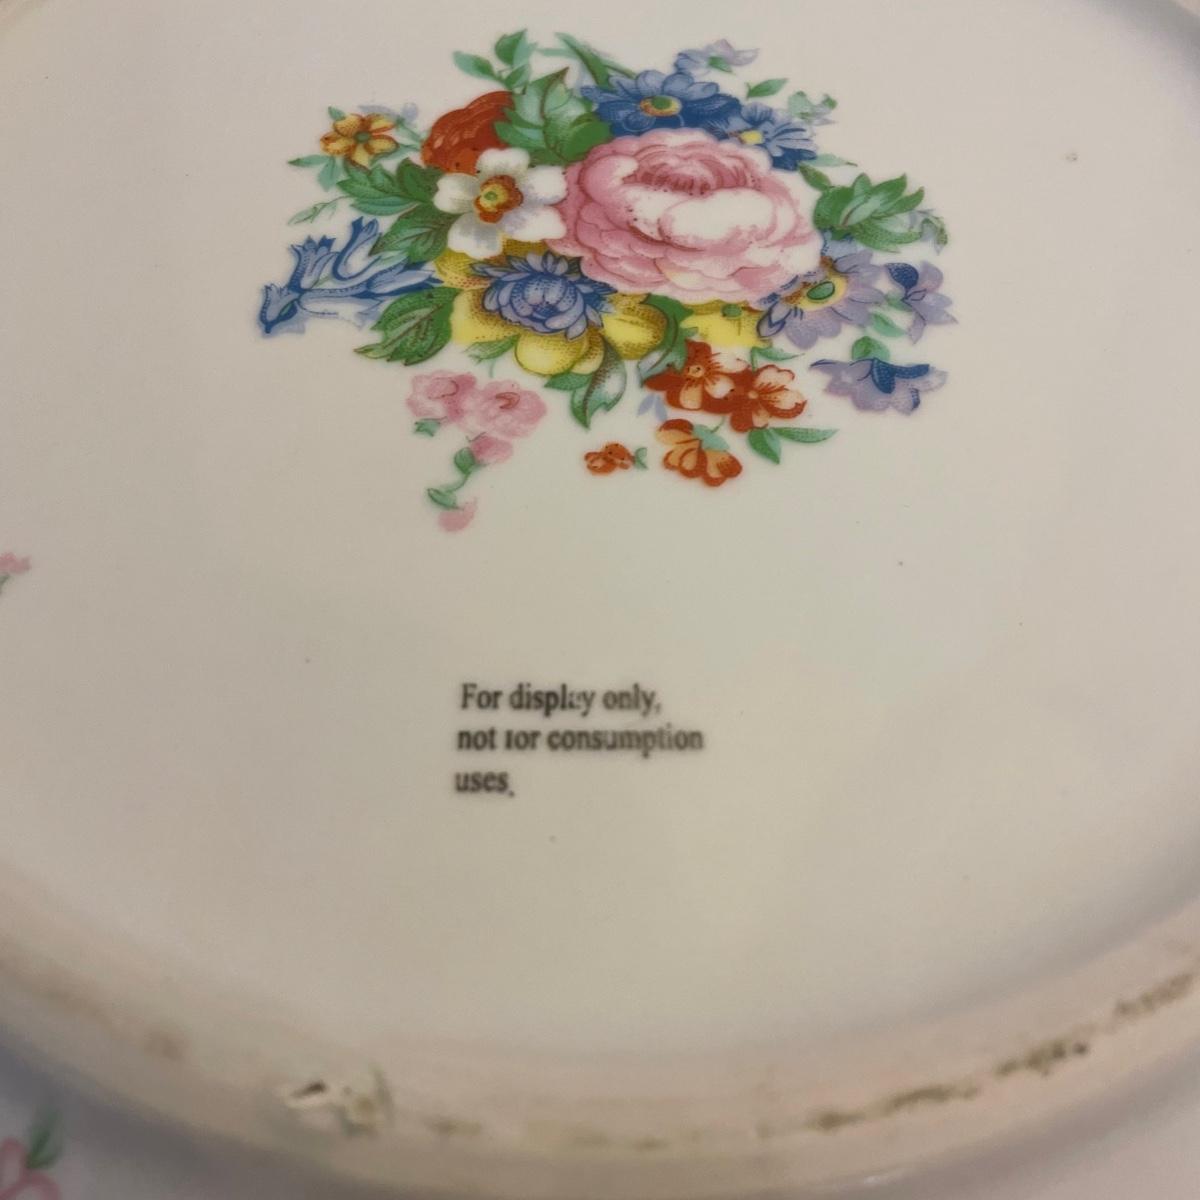 For display only,
not for consumption
uses.